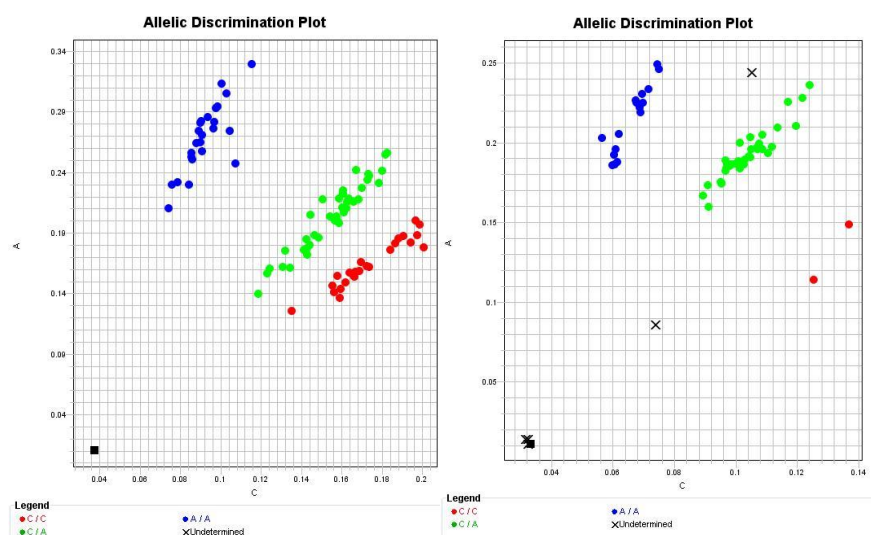 Allelic Discrimination Plot
0.34
0.29
0.24
0.19
0.14
0.09
0.04
A
0.04 0.06 0.08 0.10 0.12 0.14 0.16 0.18 0.2
C
Legend
C / C
A / A
C / A
Undetermined
Allelic Discrimination Plot
0.25
0.2
0.15
0.1
0.05
A
0.04 0.06 0.08 0.1 0.12 0.14
C
Legend
C / C
A / A
C / A
Undetermined